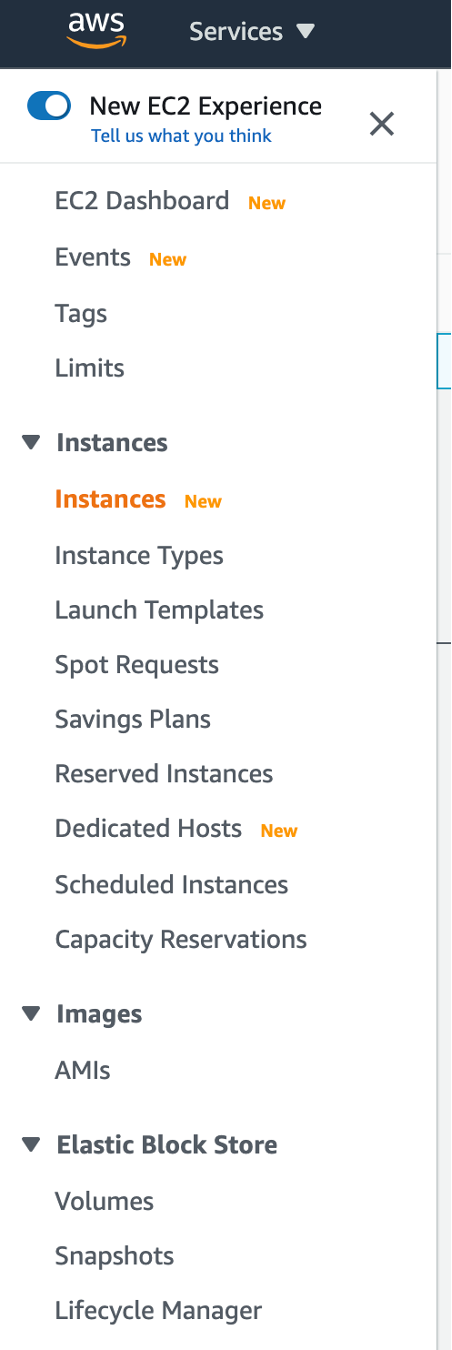 aws
Services
New EC2 Experience
Tell us what you think
EC2 Dashboard New
Events New
Tags
Limits
Instances
Instances New
Instance Types
Launch Templates
Spot Requests
Savings Plans
Reserved Instances
Dedicated Hosts New
Scheduled Instances
Capacity Reservations
Images
AMIs
Elastic Block Store
Volumes
Snapshots
Lifecycle Manager